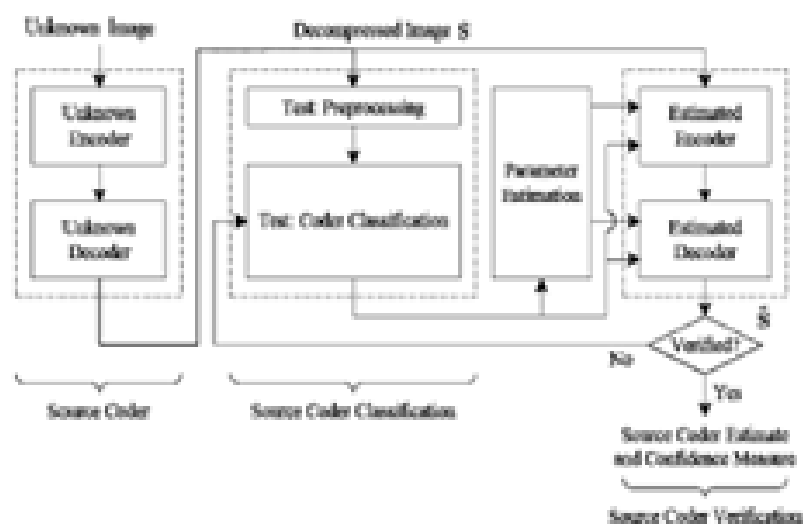 Unknown Image
Decompressed Image S
Unknown
Encoder
Unknown
Decoder
Test: Preprocessing
Test: Coder Classification
Parameter
Estimation
Estimated
Encoder
Estimated
Decoder
Ŝ
Verified?
No
Yes
Source Coder
Source Coder Classification
Source Coder Estimate
and Confidence Measure
Source Coder Verification